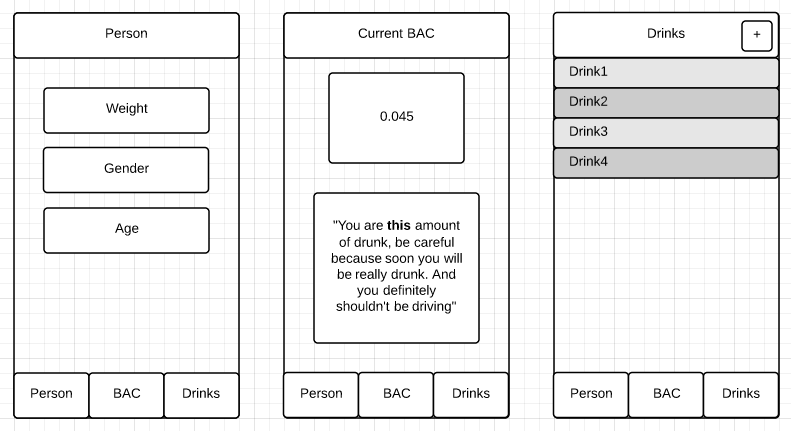 Person
Weight
Gender
Age
Person BAC Drinks
Current BAC
0.045
"You are this amount
of drunk, be careful
because soon you will
be really drunk. And
you definitely
shouldn't be driving"
Person BAC Drinks
Drinks +
Drink1
Drink2
Drink3
Drink4
Person BAC Drinks